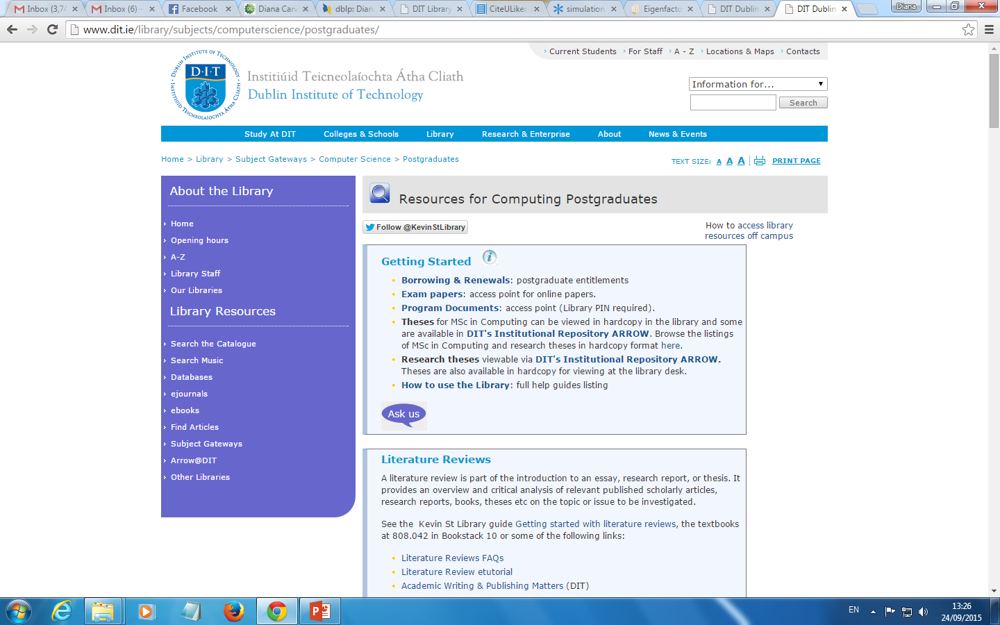 Inbox (3,74
Inbox (6) -
Facebook
Diana Carv
dblp: Dian
DIT Library
CiteULike:
simulation
Eigenfacto
DIT Dublin
DIT Dublin
Diana
www.dit.ie/library/subjects/computerscience/postgraduates/
DUBLIN INSTITUTE OF TECHNOLOGY
D·I·T
INSTITIÚID TEICNEOLAÍOCHTA ÁTHA CLIATH
Institiúid Teicneolaíochta Átha Cliath
Dublin Institute of Technology
Current Students For Staff A - Z Locations & Maps Contacts
Information for...
Search
Study At DIT Colleges & Schools Library Research & Enterprise About News & Events
Home > Library > Subject Gateways > Computer Science > Postgraduates
TEXT SIZE: A A A PRINT PAGE
About the Library
Home
Opening hours
A-Z
Library Staff
Our Libraries
Library Resources
Search the Catalogue
Search Music
Databases
ejournals
ebooks
Find Articles
Subject Gateways
Arrow@DIT
Other Libraries
Resources for Computing Postgraduates
Follow @KevinStLibrary
How to access library
resources off campus
Getting Started i
• Borrowing & Renewals: postgraduate entitlements
• Exam papers: access point for online papers.
• Program Documents: access point (Library PIN required).
• Theses for MSc in Computing can be viewed in hardcopy in the library and some
are available in DIT's Institutional Repository ARROW. Browse the listings
of MSc in Computing and research theses in hardcopy format here.
• Research theses viewable via DIT's Institutional Repository ARROW.
Theses are also available in hardcopy for viewing at the library desk.
• How to use the Library: full help guides listing
Ask us
Literature Reviews
A literature review is part of the introduction to an essay, research report, or thesis. It
provides an overview and critical analysis of relevant published scholarly articles,
research reports, books, theses etc on the topic or issue to be investigated.
See the Kevin St Library guide Getting started with literature reviews, the textbooks
at 808.042 in Bookstack 10 or some of the following links:
• Literature Reviews FAQs
• Literature Review etutorial
• Academic Writing & Publishing Matters (DIT)
EN
13:26
24/09/2015